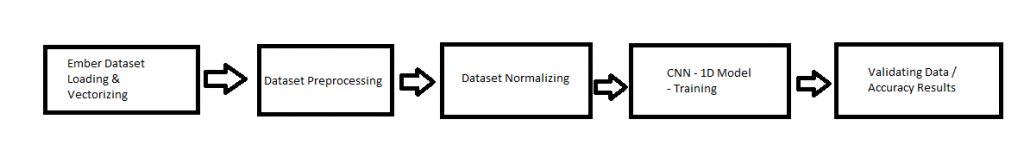 Ember Dataset
Loading &
Vectorizing
Dataset Preprocessing
Dataset Normalizing
CNN - 1D Model
- Training
Validating Data /
Accuracy Results